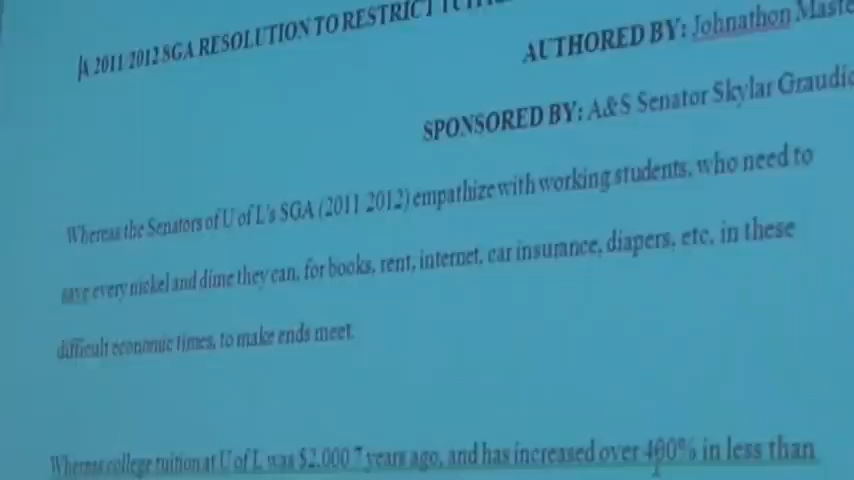 A 2011 2012 SGA RESOLUTION TO RESTRICT
AUTHORED BY: Johnathon
SPONSORED BY: A&S Senator Skylar
Whereas the Senators of U of L's SGA (2011 2012) empathize with working students, who need to
save every nickel and dime they can, for books, rent, internet, car insurance, diapers, etc, in these
difficult economic times, to make ends meet.
Whereas college tuition at U of L was $2,000 7 years ago, and has increased over 400% in less than